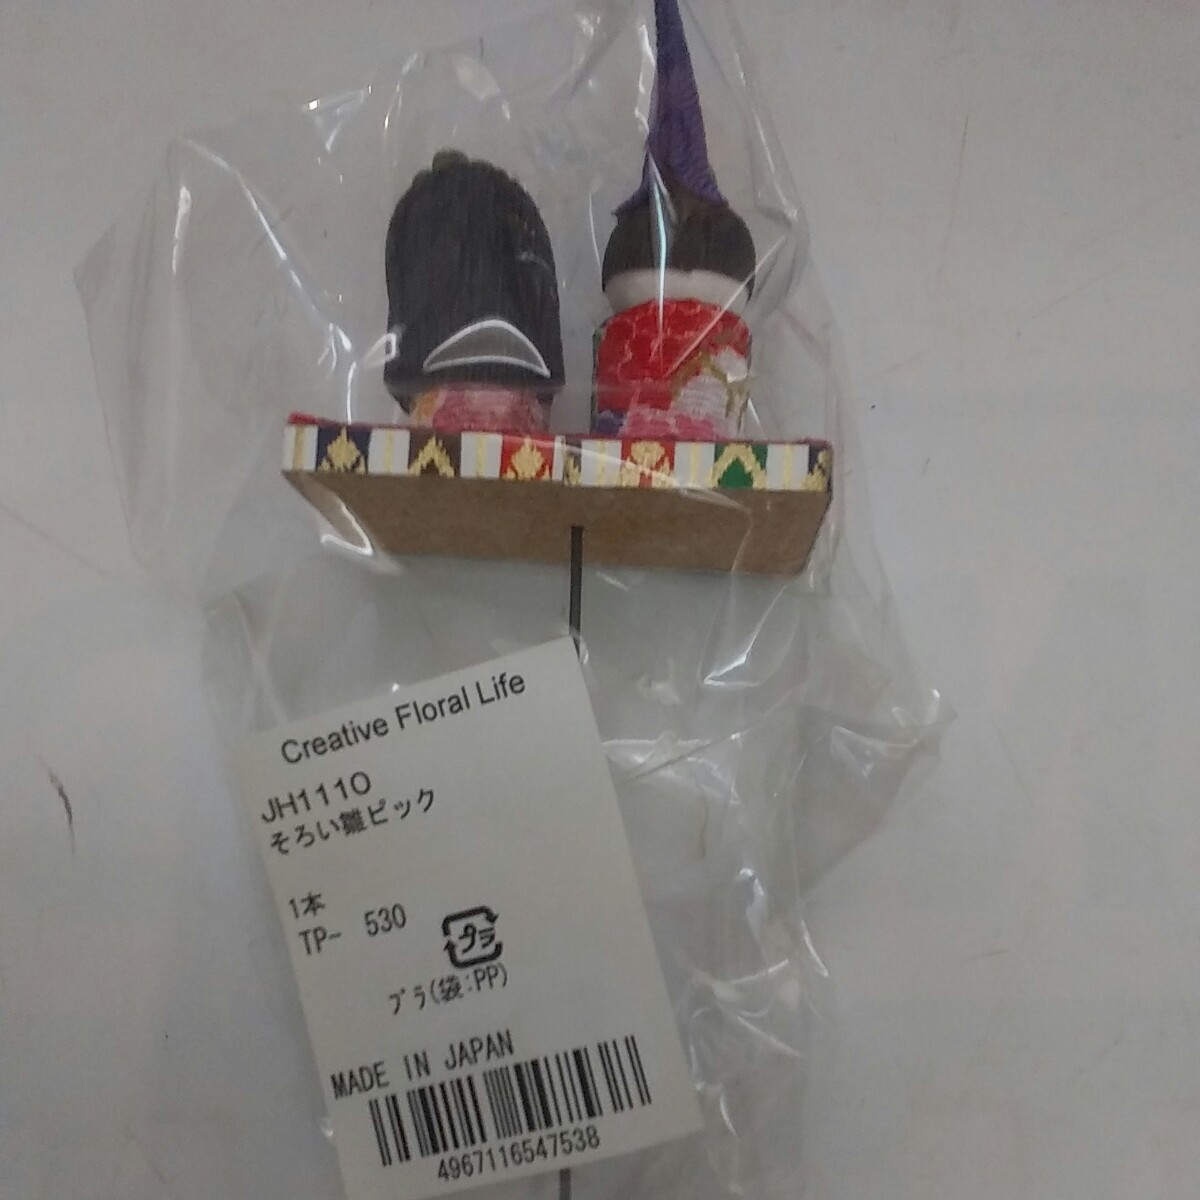 Creative Floral Life
JH1110
そろい雛ピック
1本
TP- 530
プラ
プラ(袋:PP)
MADE IN JAPAN
4967116547538